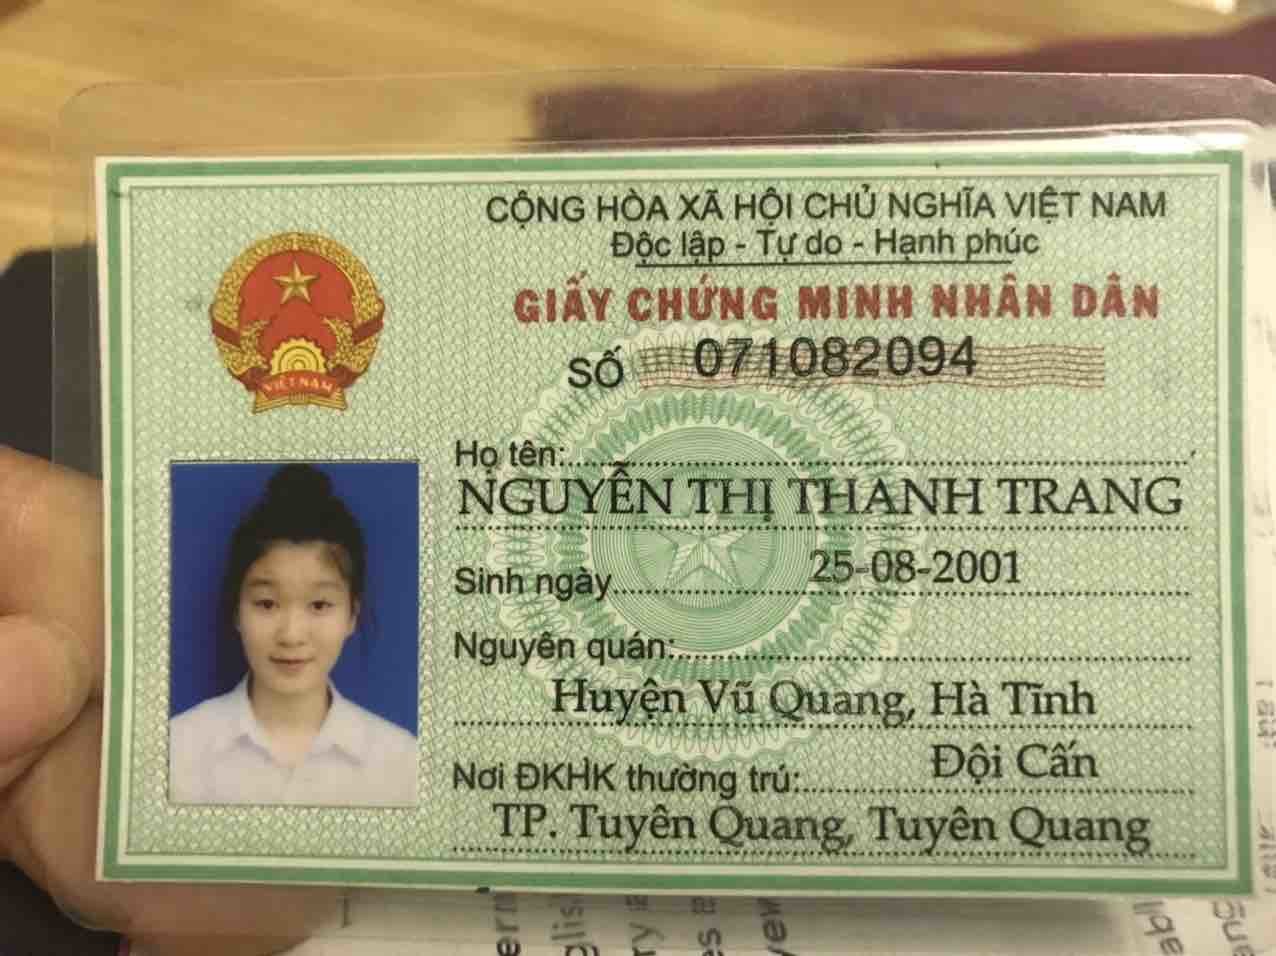 CỘNG HÒA XÃ HỘI CHỦ NGHĨA VIỆT NAM
Độc lập - Tự do - Hạnh phúc
GIẤY CHỨNG MINH NHÂN DÂN
SỐ 071082094
VIỆT NAM
Họ tên:
NGUYỄN THỊ THANH TRANG
Sinh ngày 25-08-2001
Nguyên quán:
Huyện Vũ Quang, Hà Tĩnh
Nơi ĐKHK thường trú: Đội Cấn
TP. Tuyên Quang, Tuyên Quang